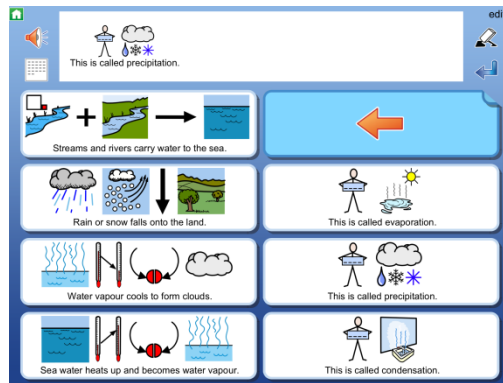 edi
This is called precipitation.
Streams and rivers carry water to the sea.
Rain or snow falls onto the land.
This is called evaporation.
Water vapour cools to form clouds.
This is called precipitation.
Sea water heats up and becomes water vapour.
This is called condensation.